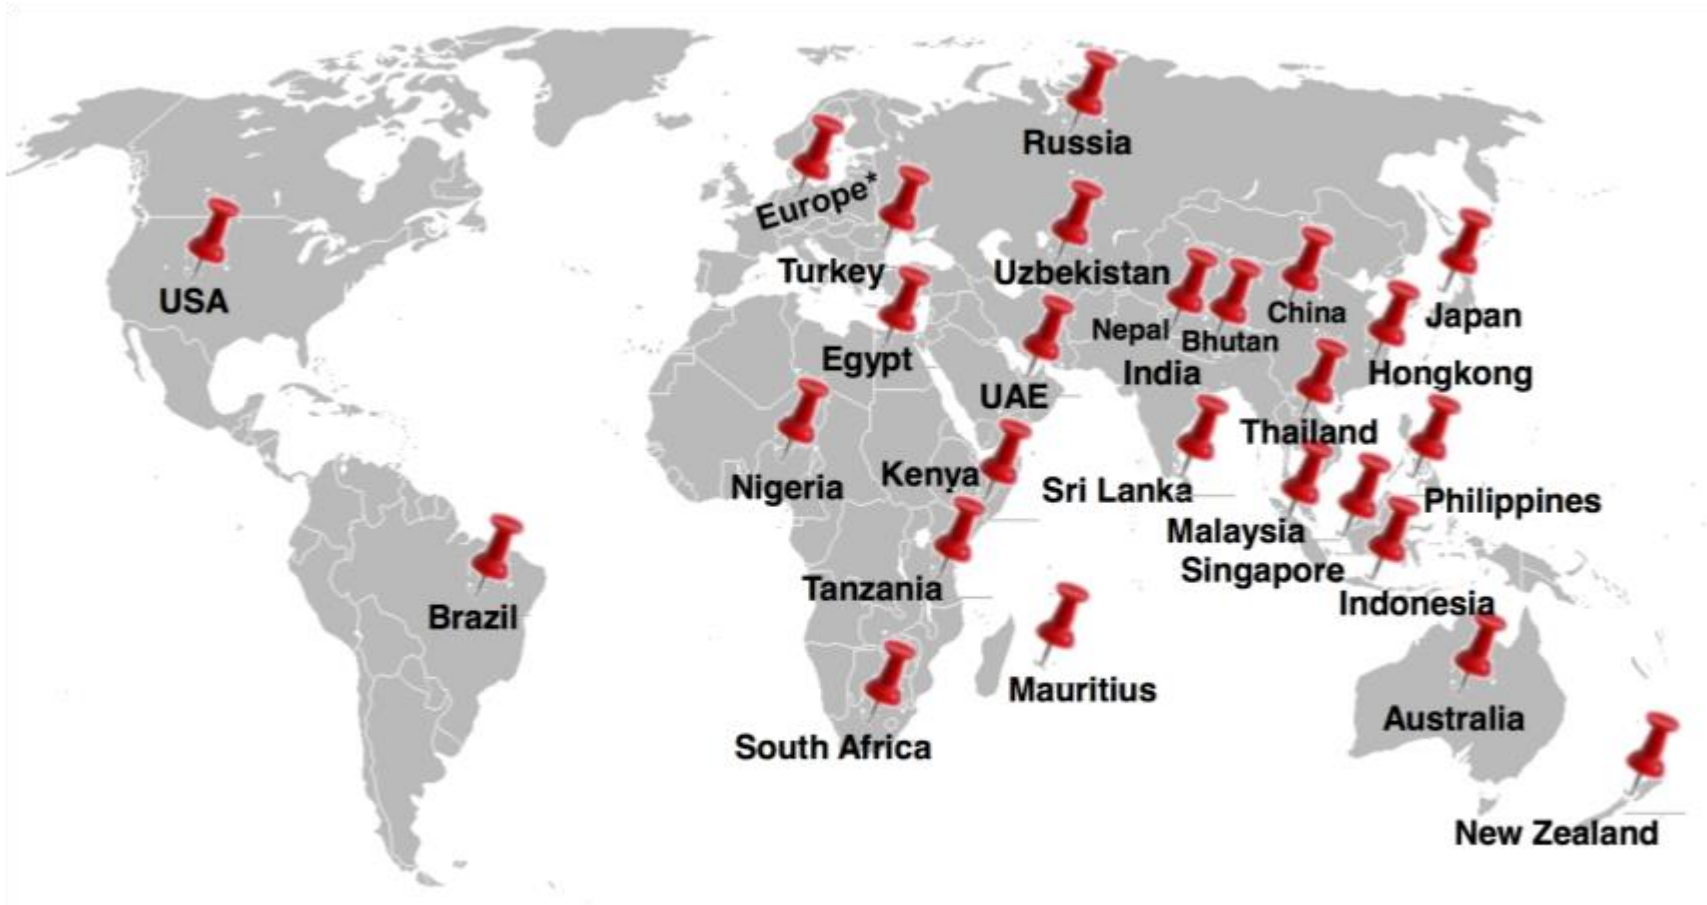 Russia
Europe*
USA
Turkey
Uzbekistan
Nepal
Bhutan
China
Japan
Egypt
UAE
India
Hongkong
Thailand
Nigeria
Kenya
Sri Lanka
Philippines
Malaysia
Singapore
Tanzania
Indonesia
Brazil
Mauritius
South Africa
Australia
New Zealand